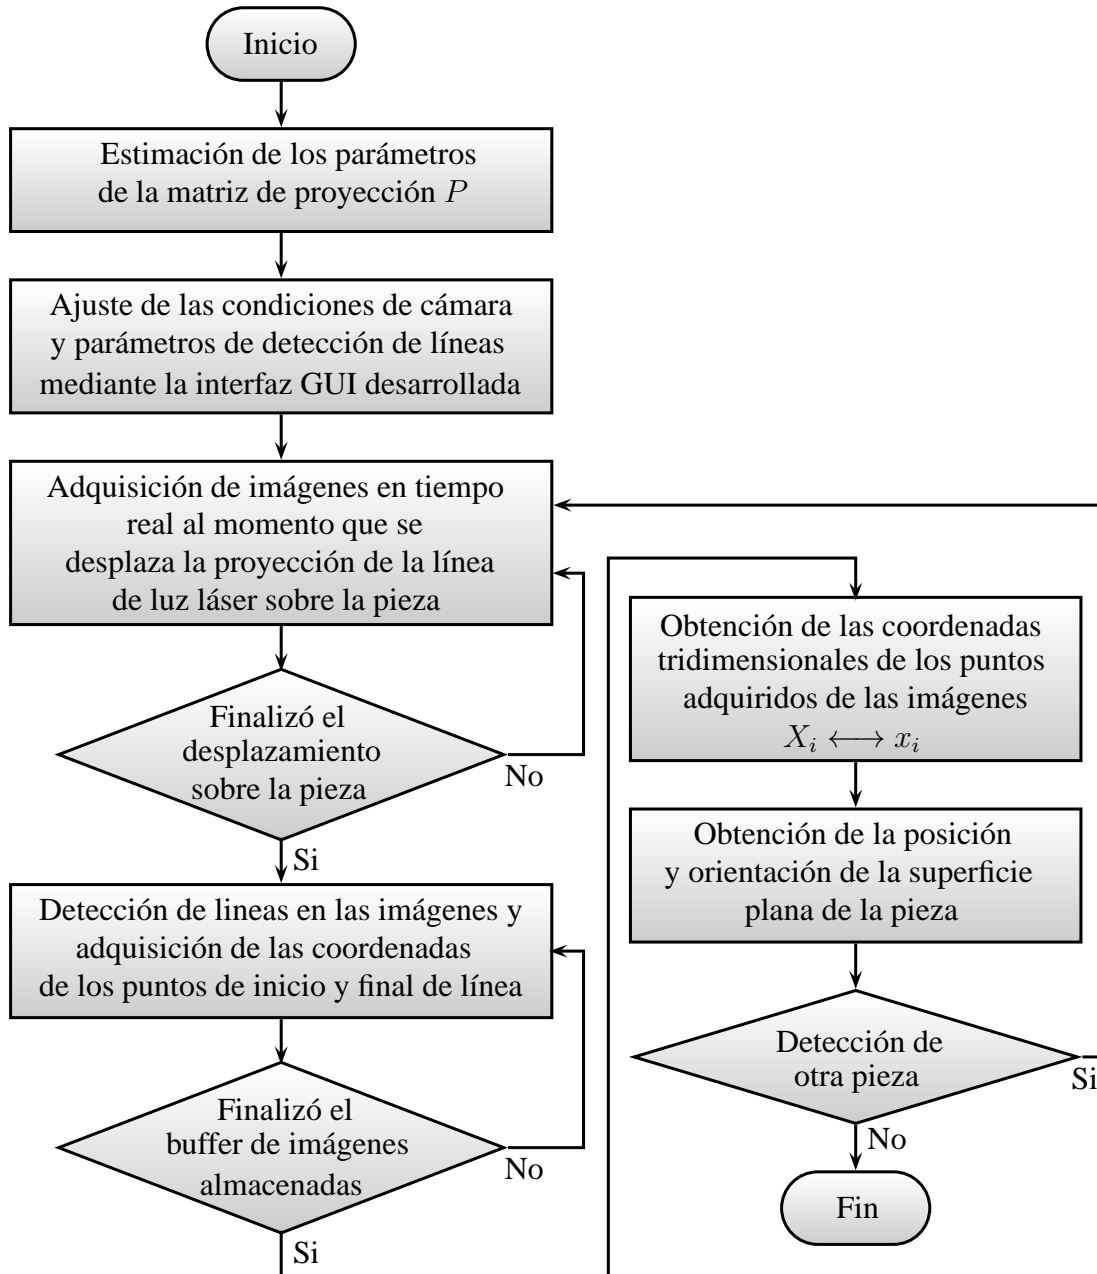 Inicio
Estimación de los parámetros
de la matriz de proyección P
Ajuste de las condiciones de cámara
y parámetros de detección de líneas
mediante la interfaz GUI desarrollada
Adquisición de imágenes en tiempo
real al momento que se
desplaza la proyección de la línea
de luz láser sobre la pieza
Finalizó el
desplazamiento
sobre la pieza
No
Si
Detección de lineas en las imágenes y
adquisición de las coordenadas
de los puntos de inicio y final de línea
Finalizó el
buffer de imágenes
almacenadas
No
Si
Obtención de las coordenadas
tridimensionales de los puntos
adquiridos de las imágenes
X_i ⟷ x_i
Obtención de la posición
y orientación de la superficie
plana de la pieza
Detección de
otra pieza
Si
No
Fin